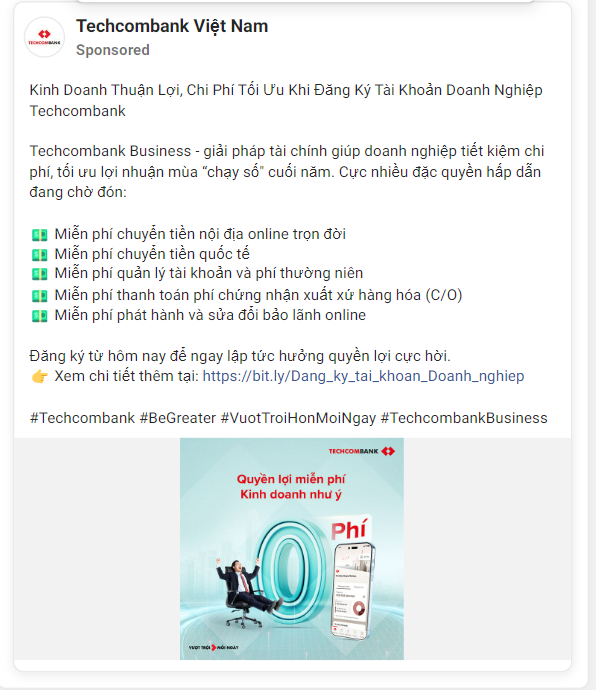 Techcombank Việt Nam
TECHCOMBANK
Sponsored
Kinh Doanh Thuận Lợi, Chi Phí Tối Ưu Khi Đăng Ký Tài Khoản Doanh Nghiệp
Techcombank
Techcombank Business - giải pháp tài chính giúp doanh nghiệp tiết kiệm chi
phí, tối ưu lợi nhuận mùa “chạy số" cuối năm. Cực nhiều đặc quyền hấp dẫn
đang chờ đón:
💵 Miễn phí chuyển tiền nội địa online trọn đời
💵 Miễn phí chuyển tiền quốc tế
💵 Miễn phí quản lý tài khoản và phí thường niên
💵 Miễn phí thanh toán phí chứng nhận xuất xứ hàng hóa (C/O)
💵 Miễn phí phát hành và sửa đổi bảo lãnh online
Đăng ký từ hôm nay để ngay lập tức hưởng quyền lợi cực hời.
👉 Xem chi tiết thêm tại: https://bit.ly/Dang_ky_tai_khoan_Doanh_nghiep
#Techcombank #BeGreater #VuotTroiHonMoiNgay #TechcombankBusiness
TECHCOMBANK
Quyền lợi miễn phí
Kinh doanh như ý
0
Phí
VƯỢT TRỘI MỖI NGÀY